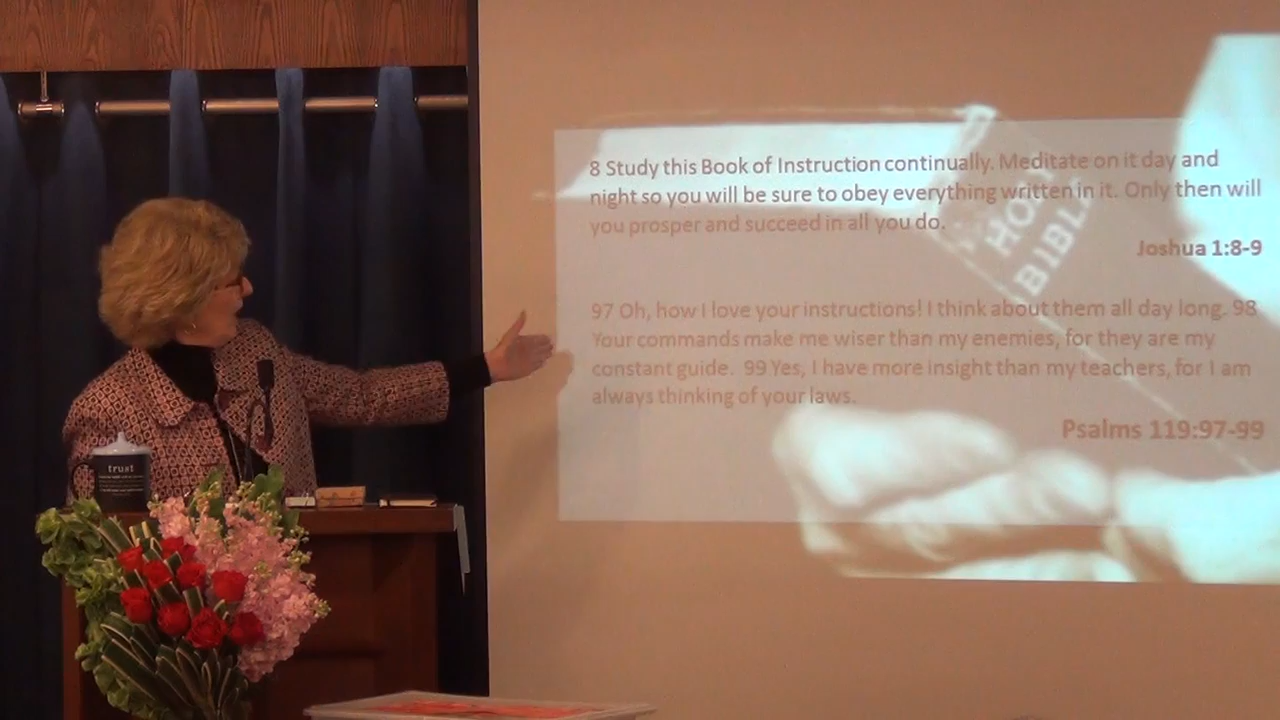 8 Study this Book of Instruction continually. Meditate on it day and
night so you will be sure to obey everything written in it. Only then will
you prosper and succeed in all you do.
Joshua 1:8-9
HOLY
BIBLE
97 Oh, how I love your instructions! I think about them all day long. 98
Your commands make me wiser than my enemies, for they are my
constant guide.  99 Yes, I have more insight than my teachers, for I am
always thinking of your laws.
Psalms 119:97-99
trust